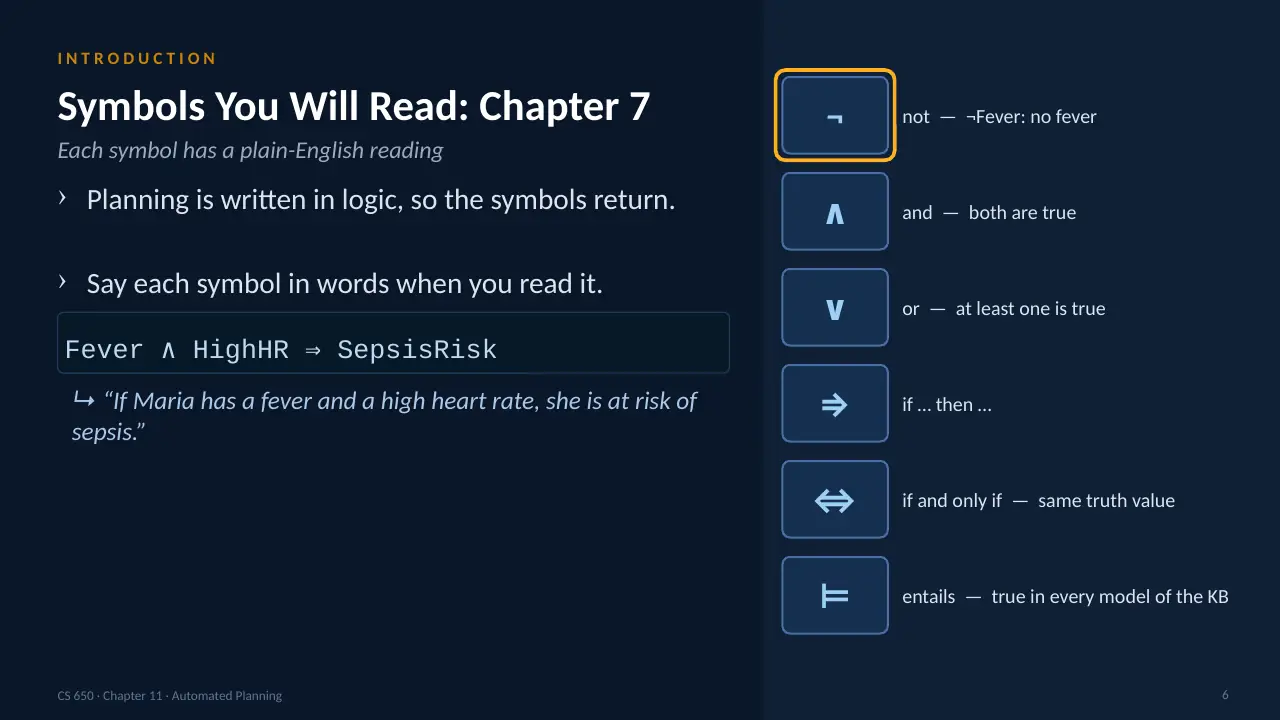 INTRODUCTION
Symbols You Will Read: Chapter 7
Each symbol has a plain-English reading
› Planning is written in logic, so the symbols return.
› Say each symbol in words when you read it.
Fever ∧ HighHR ⇒ SepsisRisk
↪ “If Maria has a fever and a high heart rate, she is at risk of
sepsis.”
¬ not — ¬Fever: no fever
∧ and — both are true
∨ or — at least one is true
⇒ if … then …
⇔ if and only if — same truth value
⊨ entails — true in every model of the KB
CS 650 · Chapter 11 · Automated Planning
6